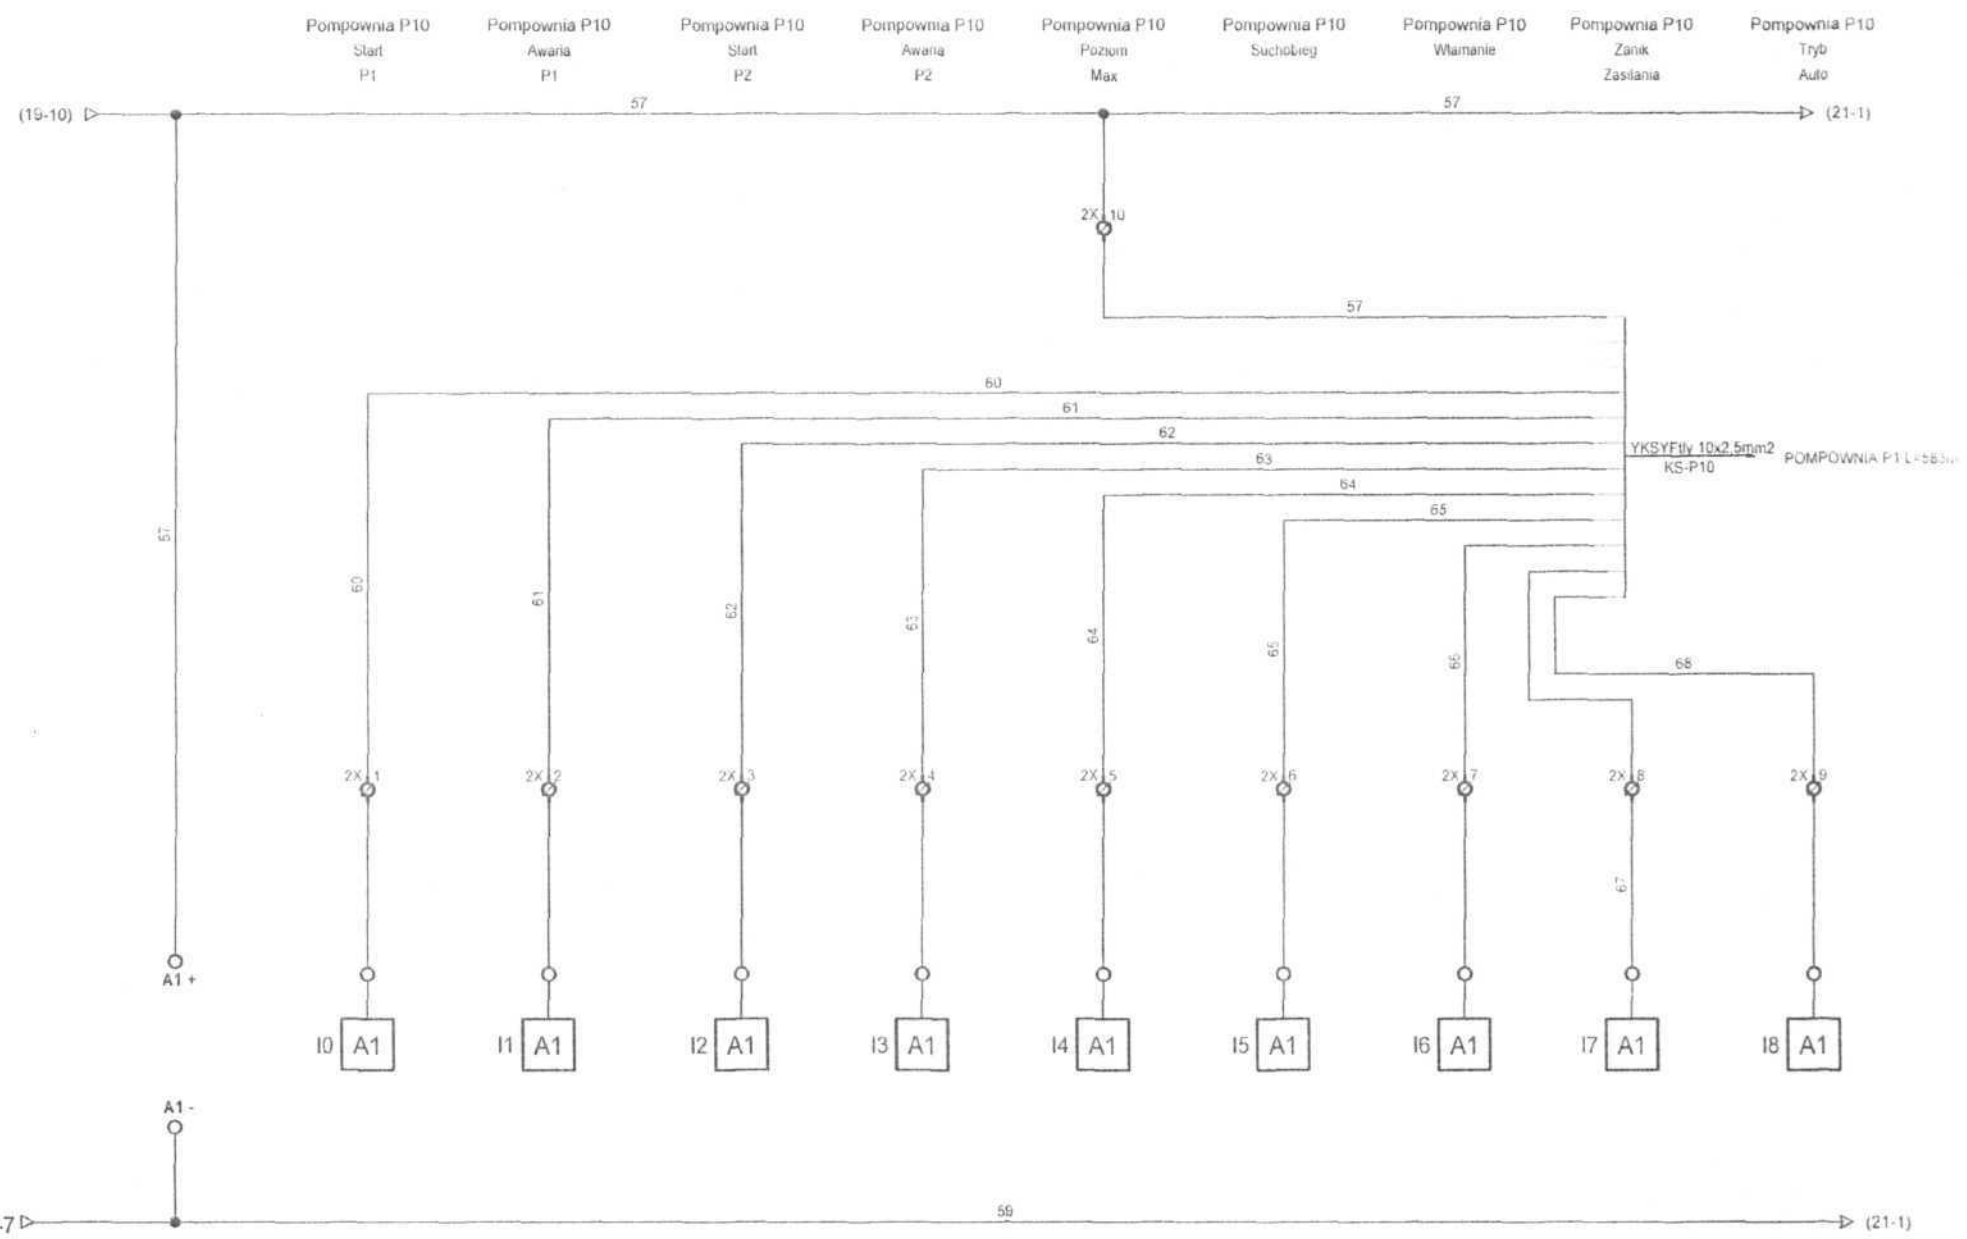 Pompownia P10
Start
P1
Pompownia P10
Awaria
P1
Pompownia P10
Start
P2
Pompownia P10
Awaria
P2
Pompownia P10
Poziom
Max
Pompownia P10
Suchobieg
Pompownia P10
Włamanie
Pompownia P10
Zanik
Zasilania
Pompownia P10
Tryb
Auto
(19-10)
57
57
(21-1)
2X 10
57
60
61
62
63
64
65
YKSYFtly 10x2,5mm2
KS-P10
POMPOWNIA P1
57
60
61
62
63
64
65
66
68
2X 1
2X 2
2X 3
2X 4
2X 5
2X 6
2X 7
2X 8
2X 9
67
A1 +
I0 A1
I1 A1
I2 A1
I3 A1
I4 A1
I5 A1
I6 A1
I7 A1
I8 A1
A1 -
59
(21-1)